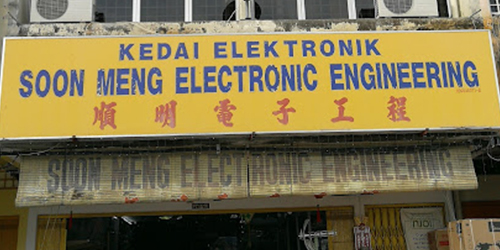 KEDAI ELEKTRONIK
SOON MENG ELECTRONIC ENGINEERING
順明電子工程
SOON MENG ELECTRONIC ENGINEERING